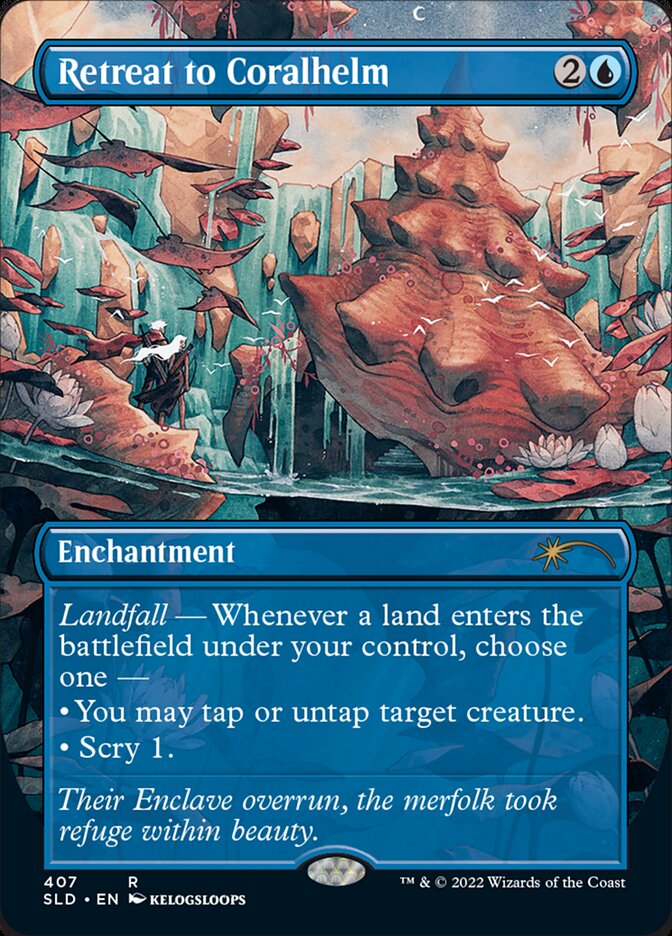 Retreat to Coralhelm 2
Enchantment
Landfall — Whenever a land enters the
battlefield under your control, choose
one —
• You may tap or untap target creature.
• Scry 1.
Their Enclave overrun, the merfolk took
refuge within beauty.
407 R
SLD • EN KELOGSLOOPS
™ & © 2022 Wizards of the Coast